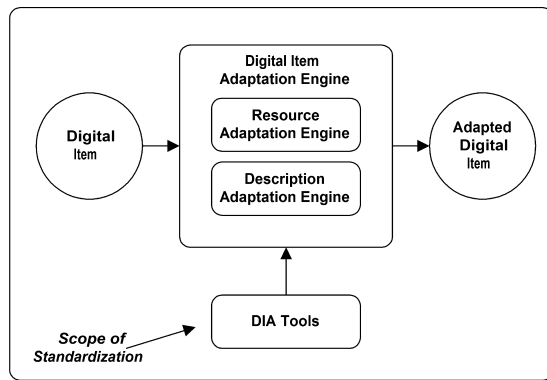 Digital Item
Adaptation Engine
Resource
Adaptation Engine
Description
Adaptation Engine
Digital
Item
Adapted
Digital
Item
DIA Tools
Scope of
Standardization